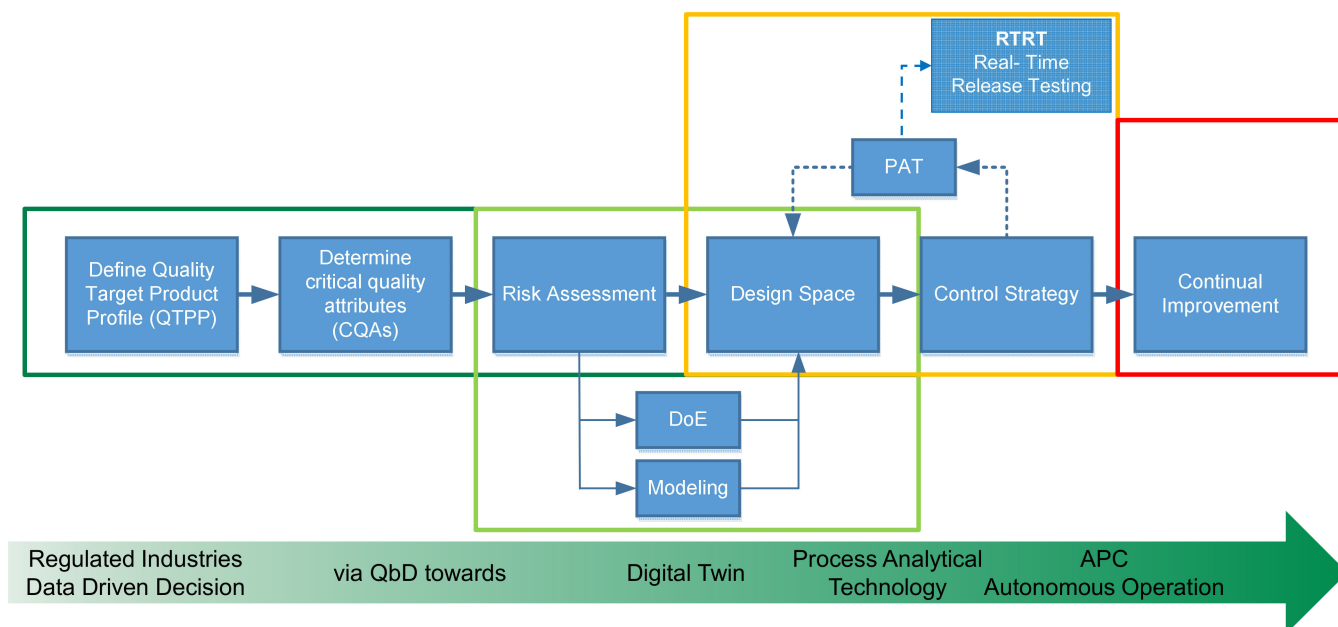 RTRT
Real- Time
Release Testing
PAT
Define Quality
Target Product
Profile (QTPP)
Determine
critical quality
attributes
(CQAs)
Risk Assessment
Design Space
Control Strategy
Continual
Improvement
DoE
Modeling
Regulated Industries
Data Driven Decision
via QbD towards
Digital Twin
Process Analytical
Technology
APC
Autonomous Operation